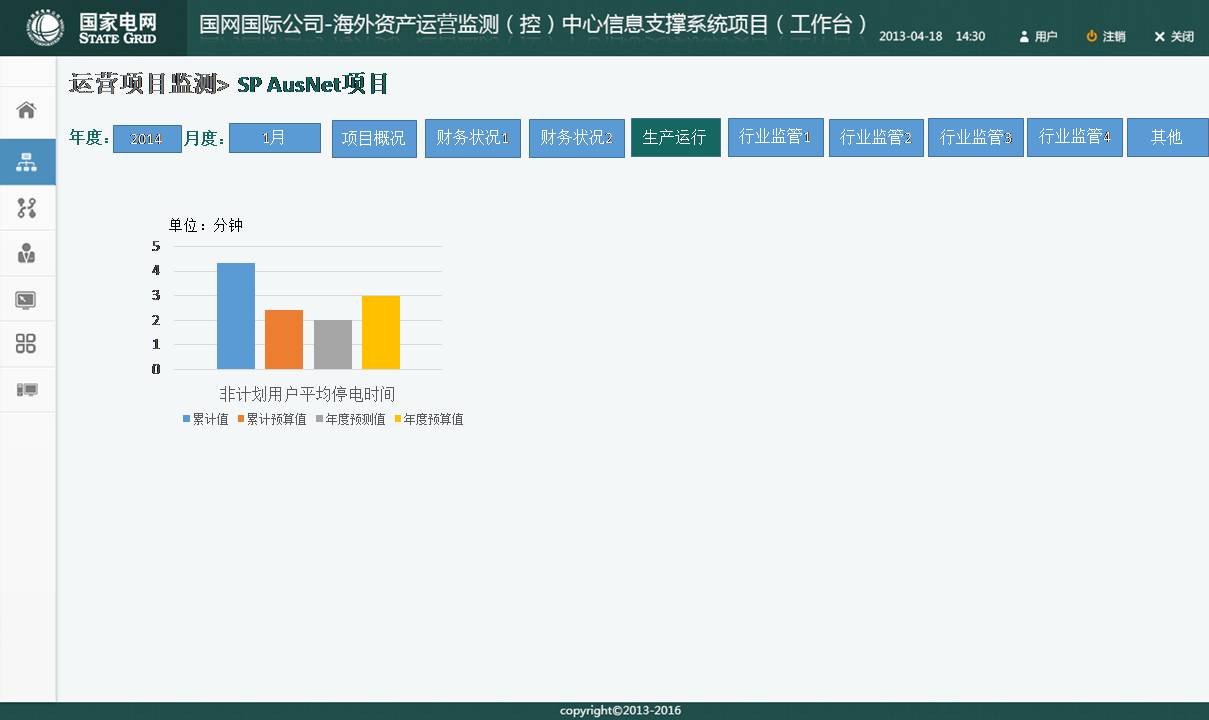 国家电网
STATE GRID
国网国际公司-海外资产运营监测（控）中心信息支撑系统项目（工作台）
2013-04-18 14:30 用户 注销 关闭
运营项目监测> SP AusNet项目
年度： 2014 月度： 1月 项目概况 财务状况1 财务状况2 生产运行 行业监管1 行业监管2 行业监管3 行业监管4 其他
单位：分钟
5
4
3
2
1
0
非计划用户平均停电时间
累计值 累计预算值 年度预测值 年度预算值
copyright©2013-2016